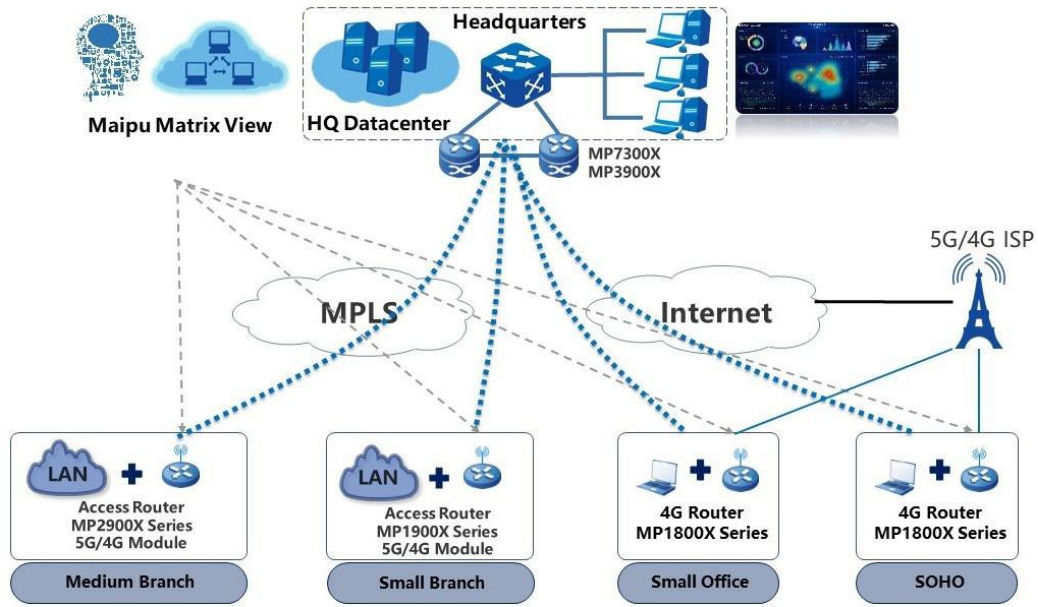 Headquarters
Maipu Matrix View
HQ Datacenter
MP7300X
MP3900X
5G/4G ISP
MPLS
Internet
LAN
Access Router
MP2900X Series
5G/4G Module
Medium Branch
LAN
Access Router
MP1900X Series
5G/4G Module
Small Branch
4G Router
MP1800X Series
Small Office
4G Router
MP1800X Series
SOHO